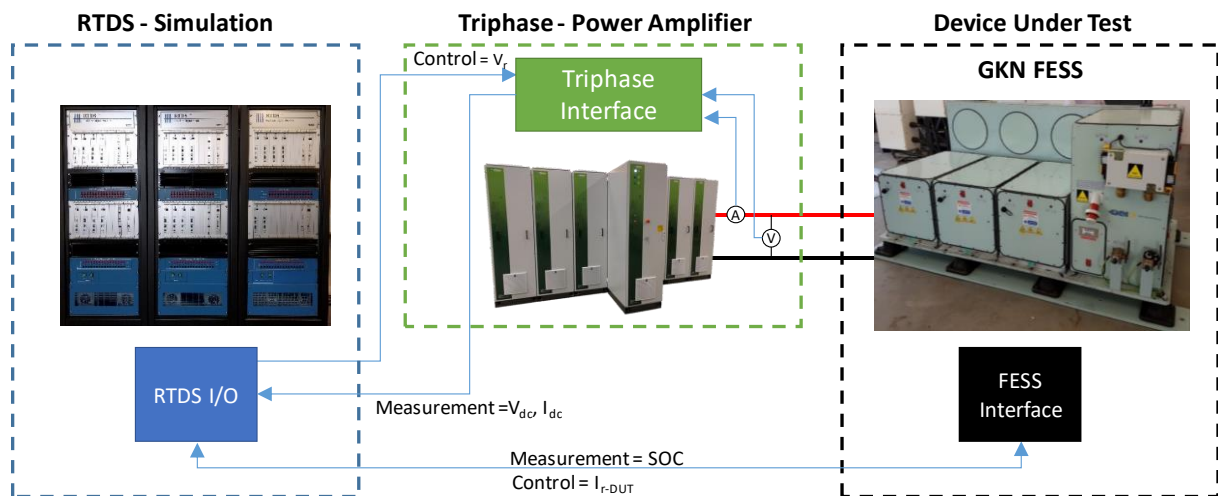 RTDS - Simulation
Triphase - Power Amplifier
Device Under Test
Control = Vr
Triphase
Interface
GKN FESS
A
V
RTDS I/O
Measurement =Vdc, Idc
FESS
Interface
Measurement = SOC
Control = Ir-DUT